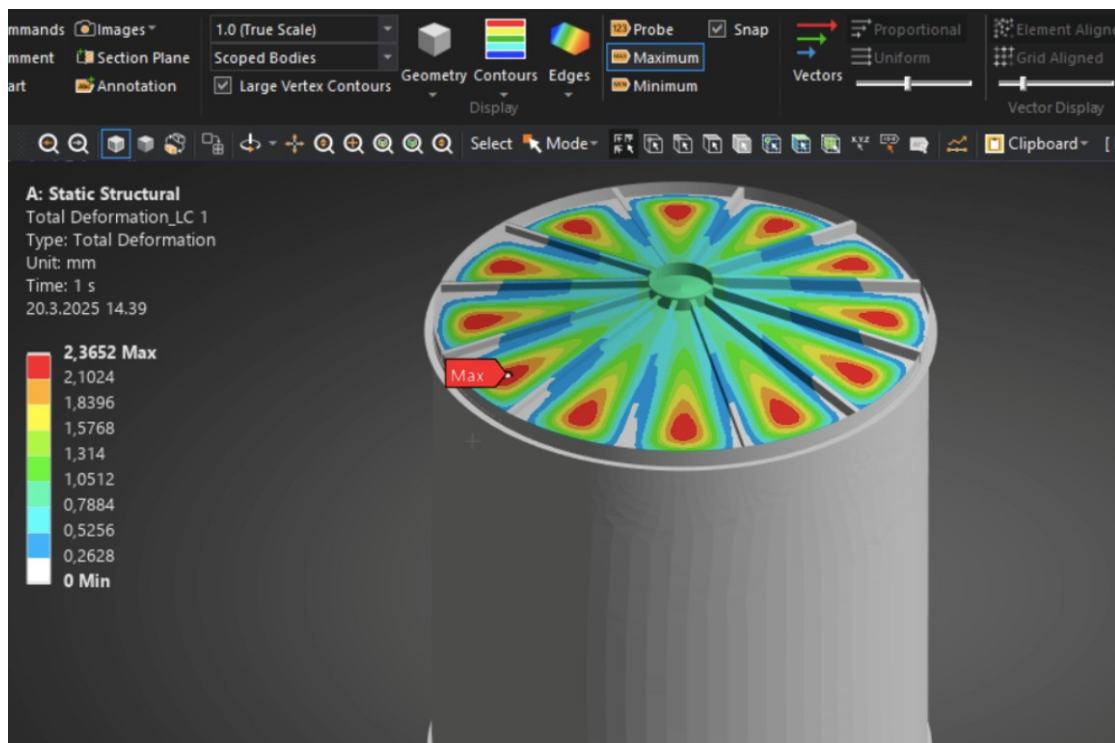 mmands Images
mment Section Plane
art Annotation
1.0 (True Scale)
Scoped Bodies
Large Vertex Contours
Geometry Contours Edges
Display
123 Probe Snap
MAX Maximum
MIN Minimum
Vectors
Proportional
Uniform
Element Aligne
Grid Aligned
Vector Display
Select Mode
X,Y,Z
Clipboard [
A: Static Structural
Total Deformation_LC 1
Type: Total Deformation
Unit: mm
Time: 1 s
20.3.2025 14.39
2,3652 Max
2,1024
1,8396
1,5768
1,314
1,0512
0,7884
0,5256
0,2628
0 Min
Max